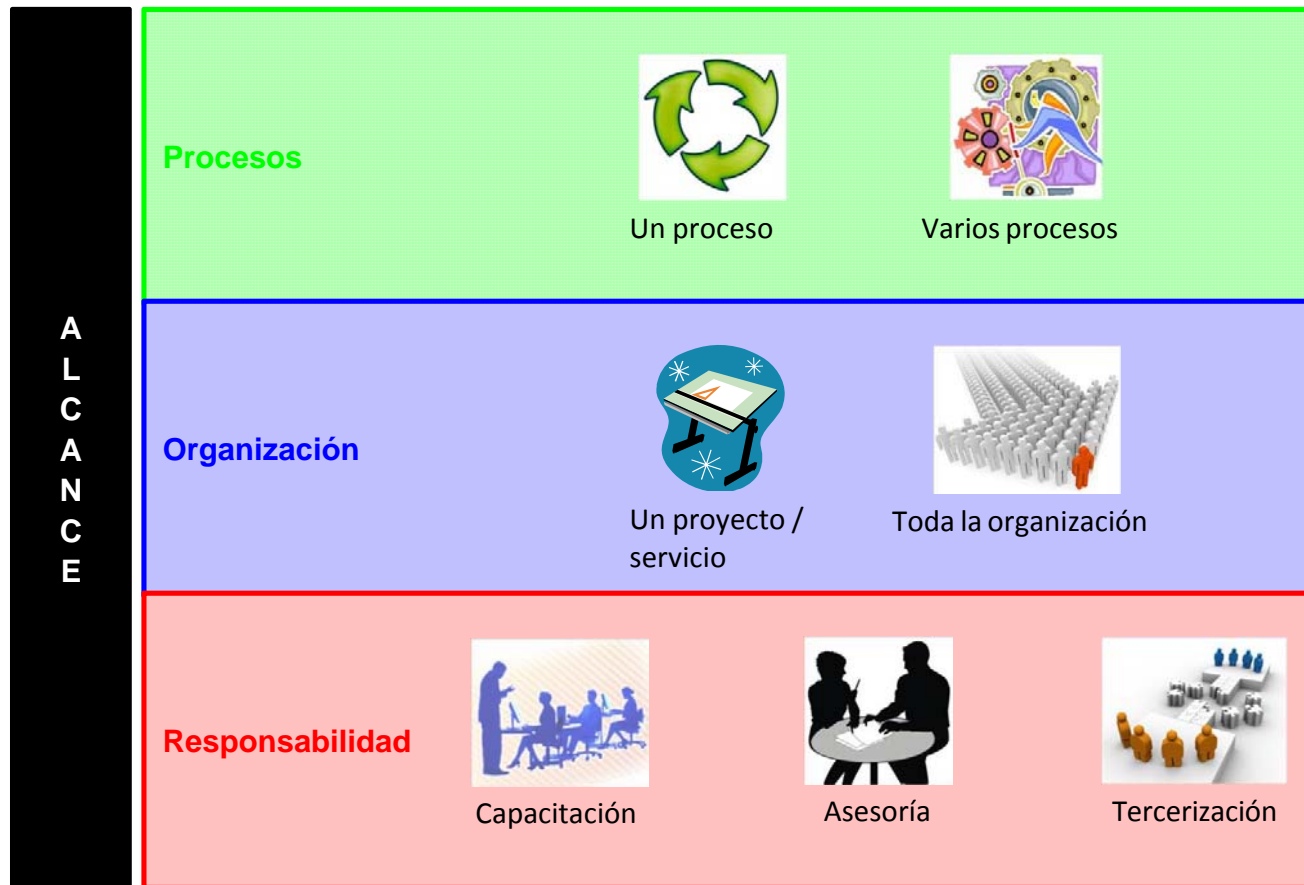 ALCANCE
Procesos
Un proceso
Varios procesos
Organización
Un proyecto /
servicio
Toda la organización
Responsabilidad
Capacitación
Asesoría
Tercerización